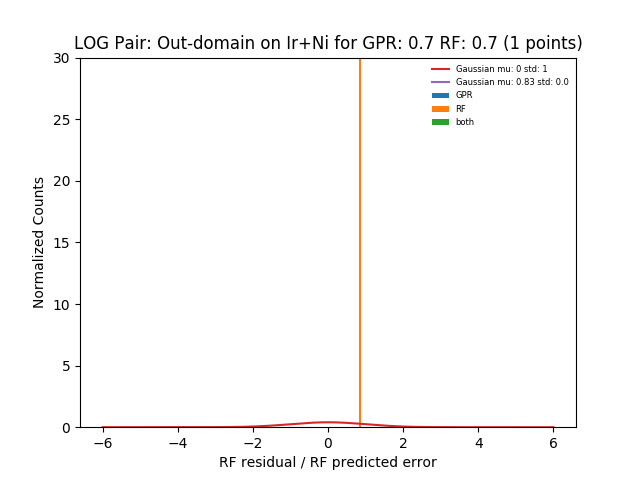 LOG Pair: Out-domain on Ir+Ni for GPR: 0.7 RF: 0.7 (1 points)
Gaussian mu: 0 std: 1
Gaussian mu: 0.83 std: 0.0
GPR
RF
both
Normalized Counts
30
25
20
15
10
5
0
−6 −4 −2 0 2 4 6
RF residual / RF predicted error